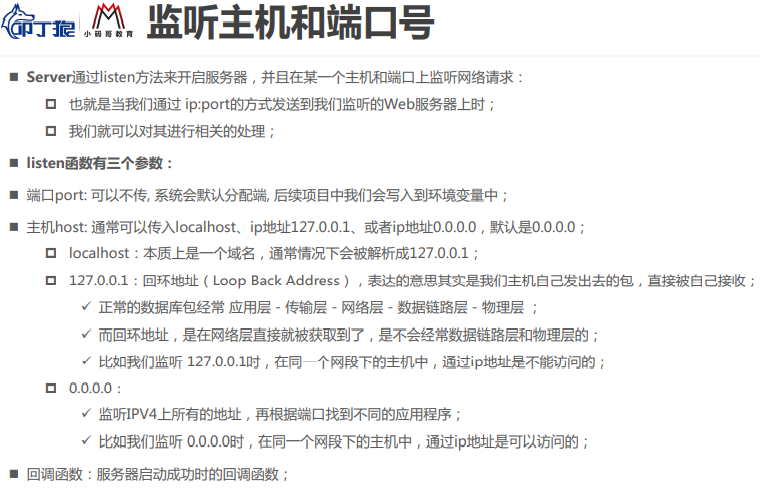 叩丁狼
小码哥教育
监听主机和端口号
Server通过listen方法来开启服务器，并且在某一个主机和端口上监听网络请求：
也就是当我们通过 ip:port的方式发送到我们监听的Web服务器上时；
我们就可以对其进行相关的处理；
listen函数有三个参数：
端口port: 可以不传, 系统会默认分配端, 后续项目中我们会写入到环境变量中；
主机host: 通常可以传入localhost、ip地址127.0.0.1、或者ip地址0.0.0.0，默认是0.0.0.0；
localhost：本质上是一个域名，通常情况下会被解析成127.0.0.1；
127.0.0.1：回环地址（Loop Back Address），表达的意思其实是我们主机自己发出去的包，直接被自己接收；
正常的数据库包经常 应用层 - 传输层 - 网络层 - 数据链路层 - 物理层 ；
而回环地址，是在网络层直接就被获取到了，是不会经常数据链路层和物理层的；
比如我们监听 127.0.0.1时，在同一个网段下的主机中，通过ip地址是不能访问的；
0.0.0.0：
监听IPV4上所有的地址，再根据端口找到不同的应用程序；
比如我们监听 0.0.0.0时，在同一个网段下的主机中，通过ip地址是可以访问的；
回调函数：服务器启动成功时的回调函数；